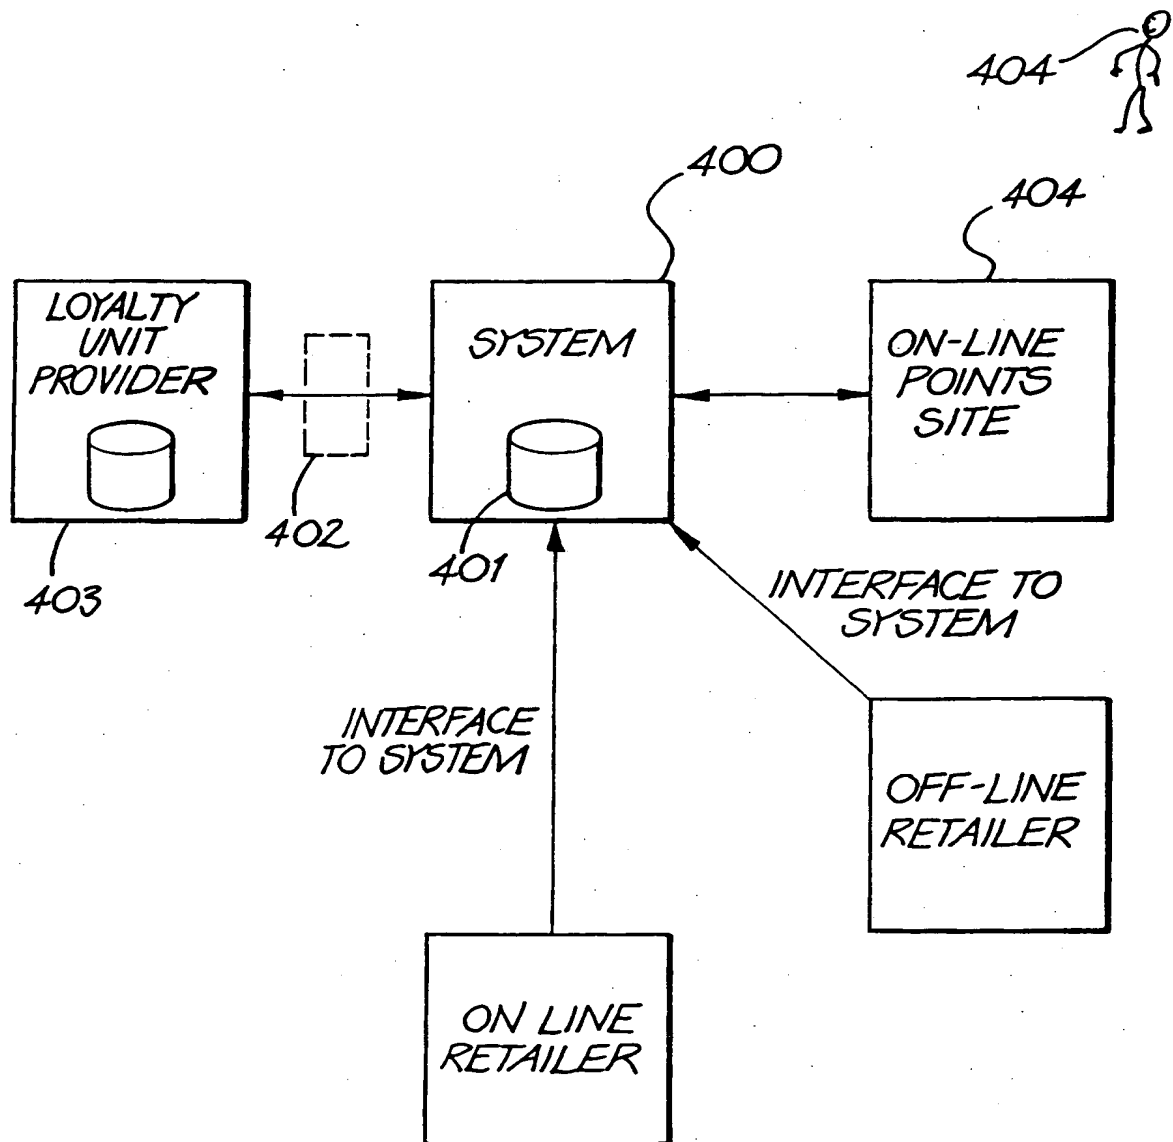 404
400
404
LOYALTY
UNIT
PROVIDER
SYSTEM
ON-LINE
POINTS
SITE
402
401
403
INTERFACE TO
SYSTEM
INTERFACE
TO SYSTEM
OFF-LINE
RETAILER
ON LINE
RETAILER